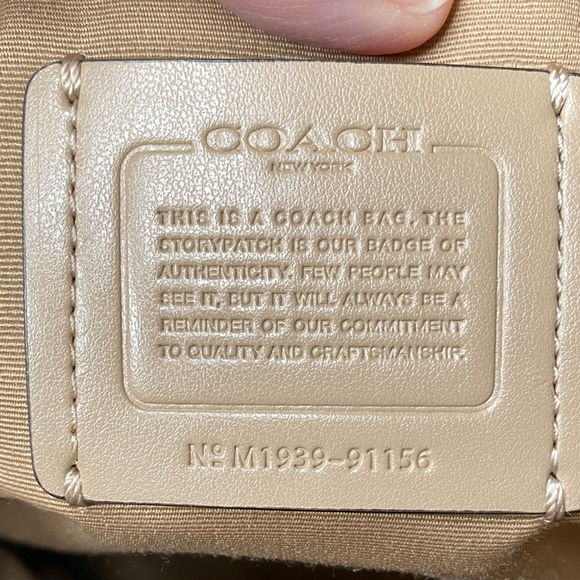 COACH
NEW YORK
THIS IS A COACH BAG. THE
STORYPATCH IS OUR BADGE OF
AUTHENTICITY. FEW PEOPLE MAY
SEE IT, BUT IT WILL ALWAYS BE A
REMINDER OF OUR COMMITMENT
TO QUALITY AND CRAFTSMANSHIP.
Nº M1939-91156